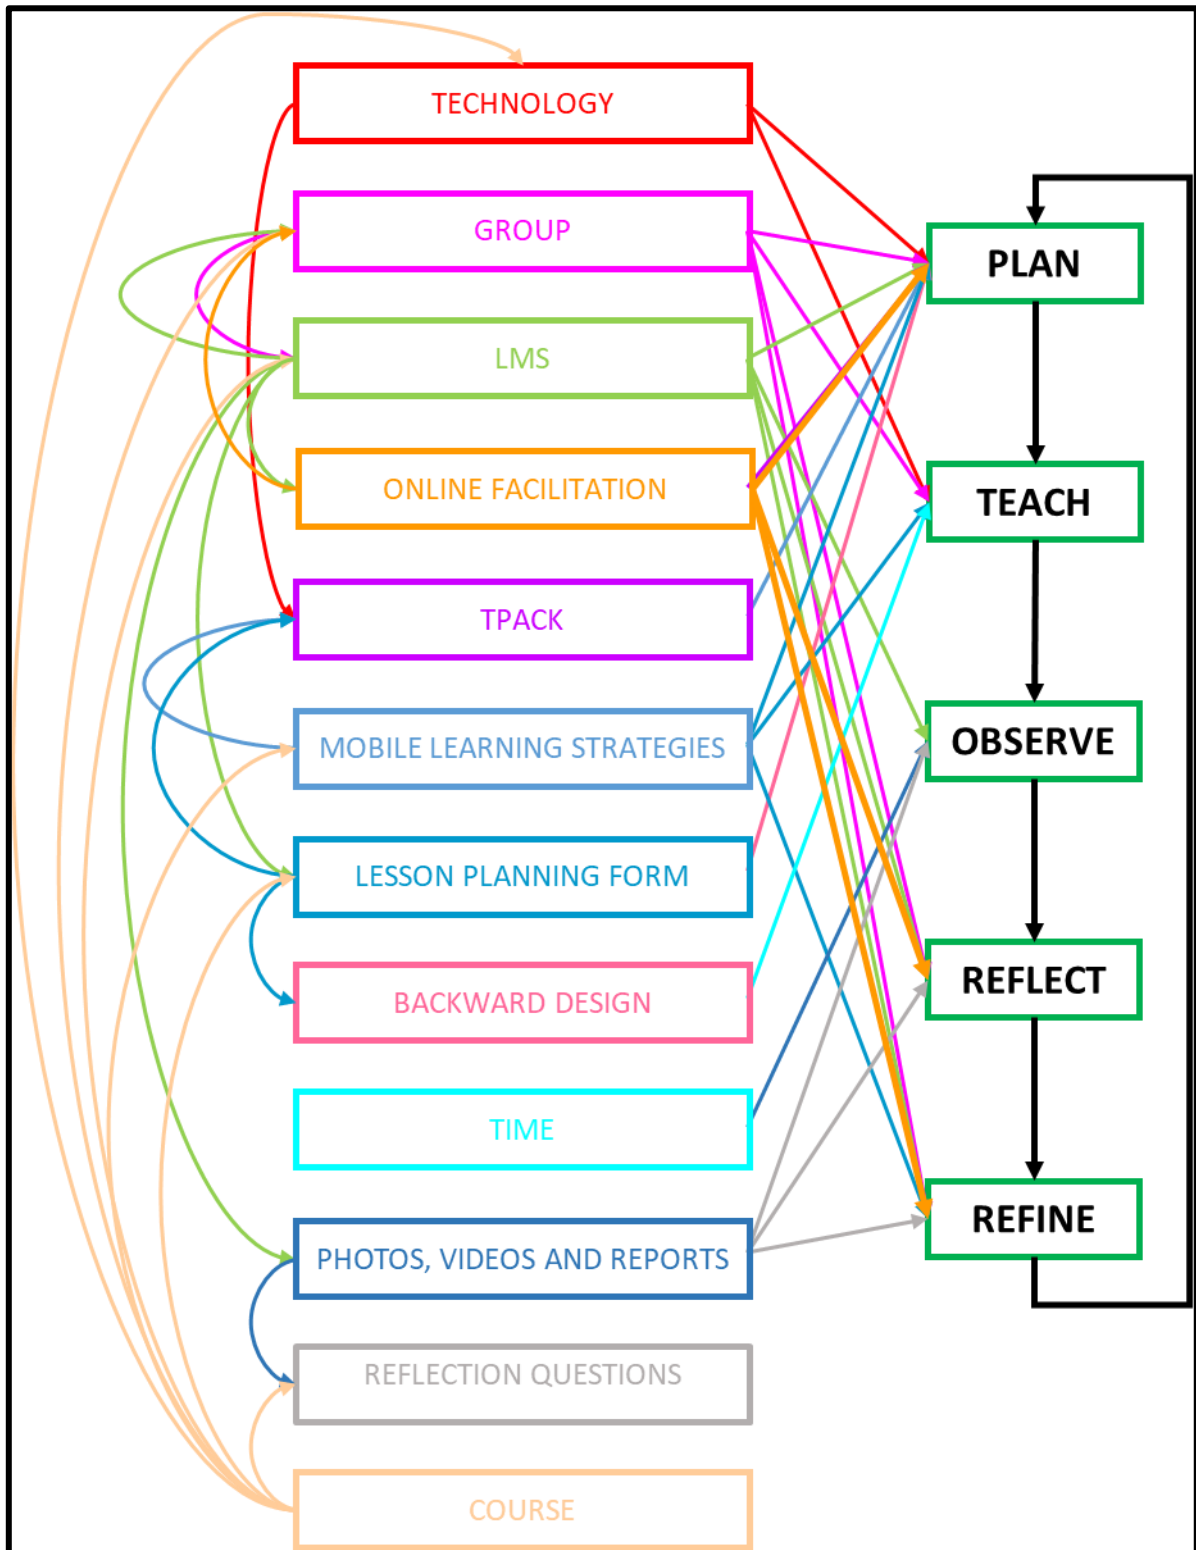 TECHNOLOGY
GROUP
LMS
ONLINE FACILITATION
TPACK
MOBILE LEARNING STRATEGIES
LESSON PLANNING FORM
BACKWARD DESIGN
TIME
PHOTOS, VIDEOS AND REPORTS
REFLECTION QUESTIONS
COURSE
PLAN
TEACH
OBSERVE
REFLECT
REFINE